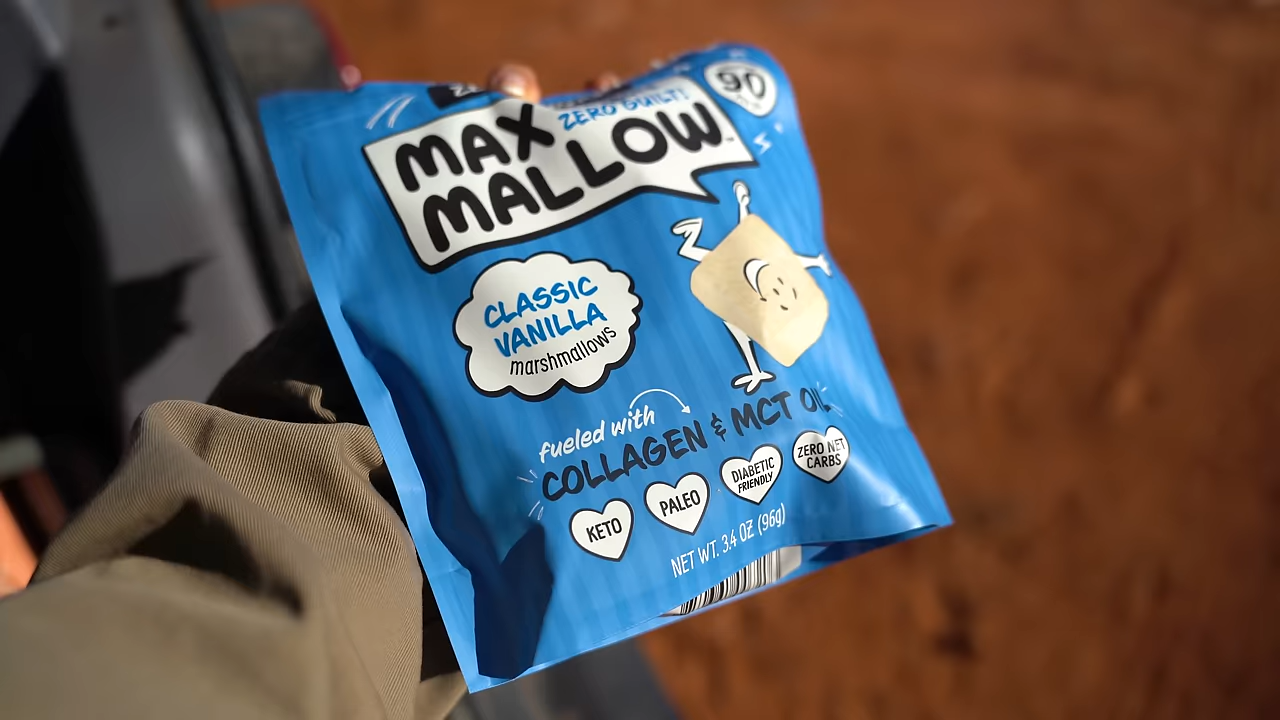 ZERO GUILT!
90
MAX
MALLOW
CLASSIC
VANILLA
marshmallows
fueled with
COLLAGEN & MCT OIL
KETO
PALEO
DIABETIC
FRIENDLY
ZERO NET
CARBS
NET WT. 3.4 OZ (96g)